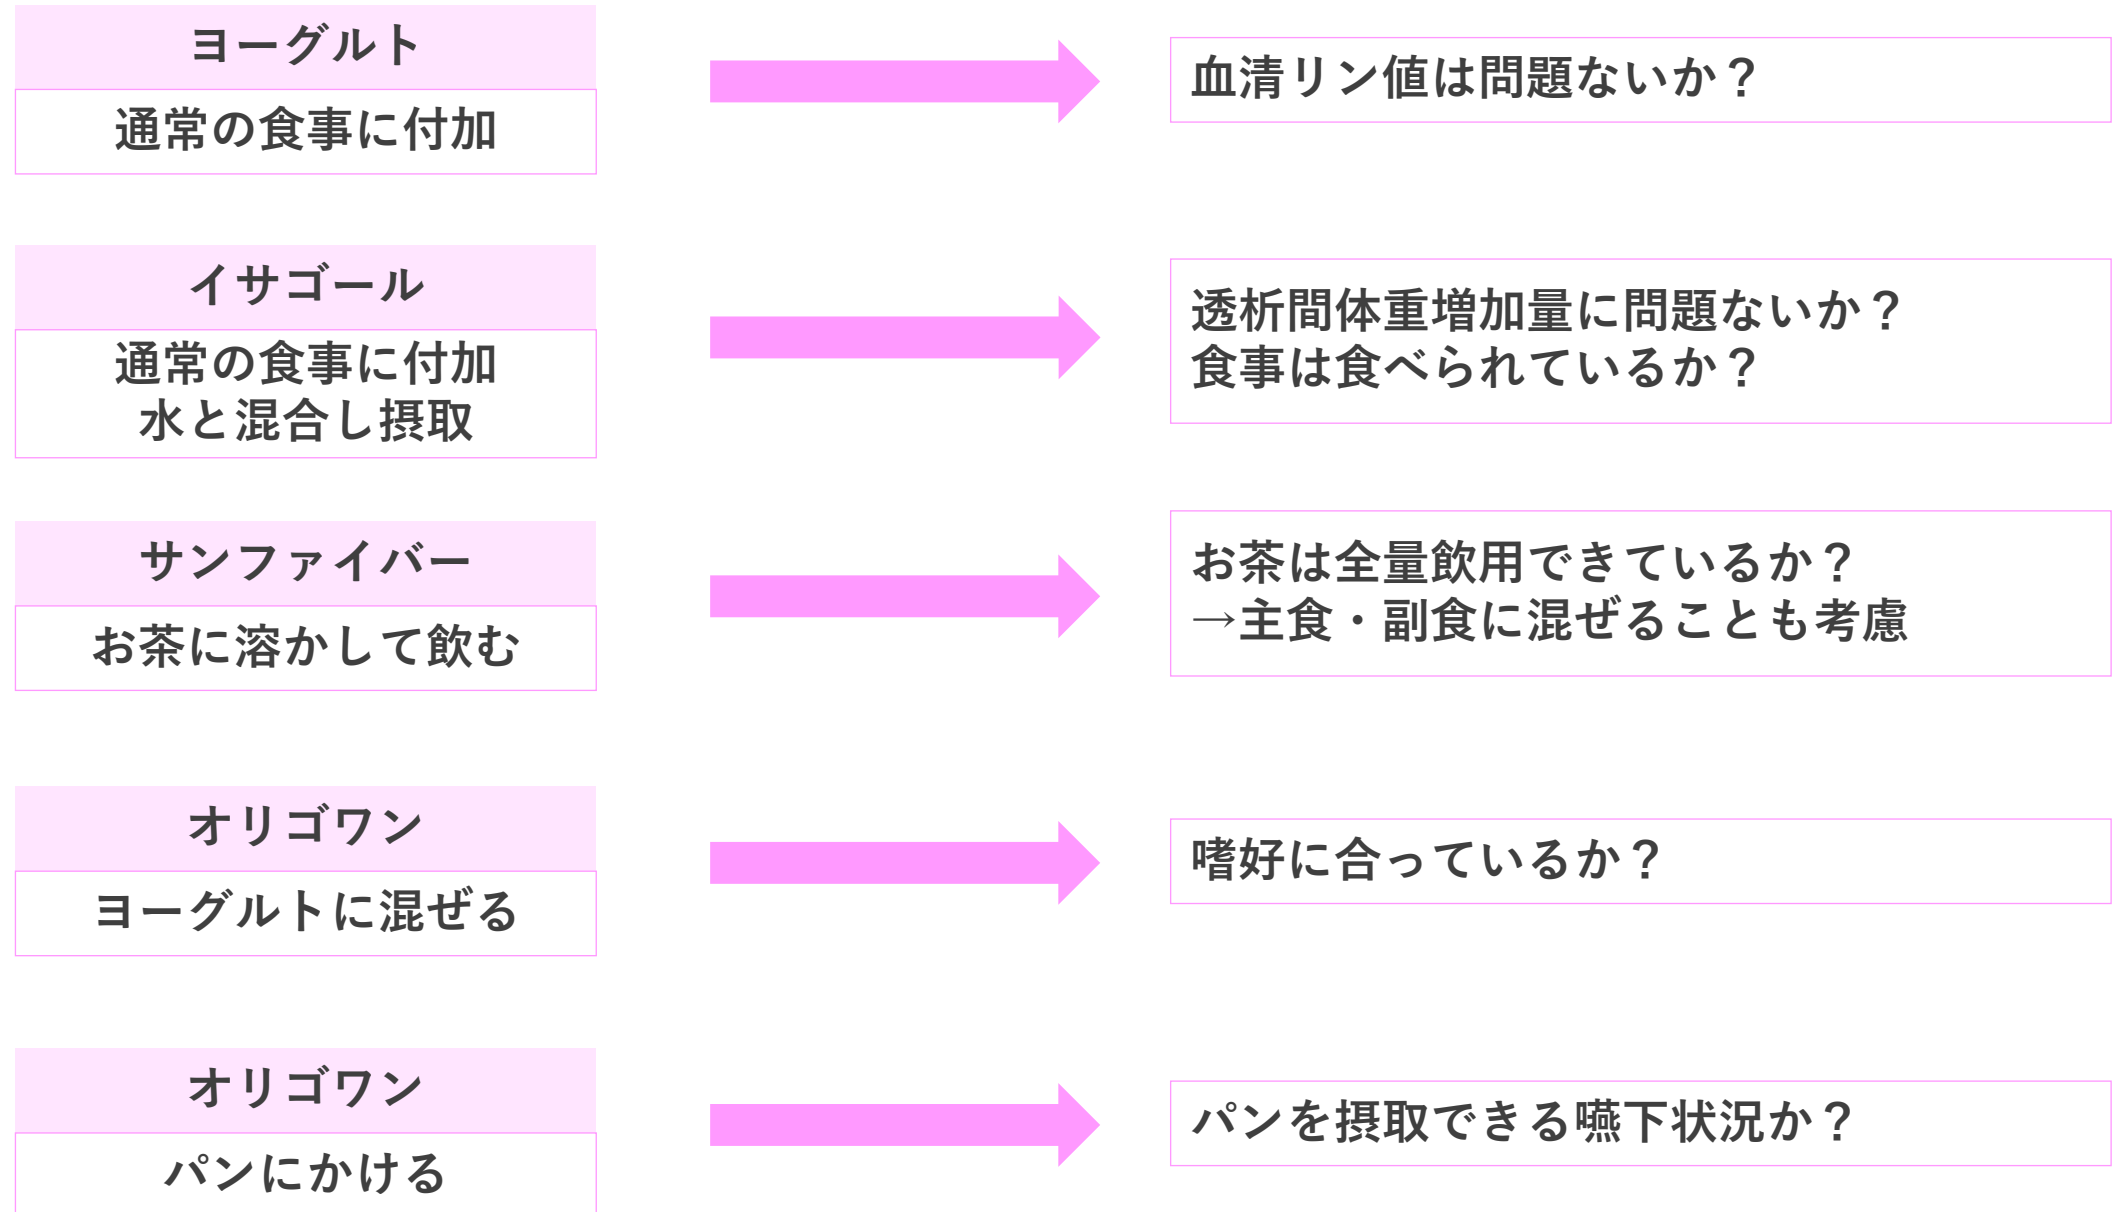 ヨーグルト
通常の食事に付加
血清リン値は問題ないか？
イサゴール
通常の食事に付加
水と混合し摂取
透析間体重増加量に問題ないか？
食事は食べられているか？
サンファイバー
お茶に溶かして飲む
お茶は全量飲用できているか？
→主食・副食に混ぜることも考慮
オリゴワン
ヨーグルトに混ぜる
嗜好に合っているか？
オリゴワン
パンにかける
パンを摂取できる嚥下状況か？